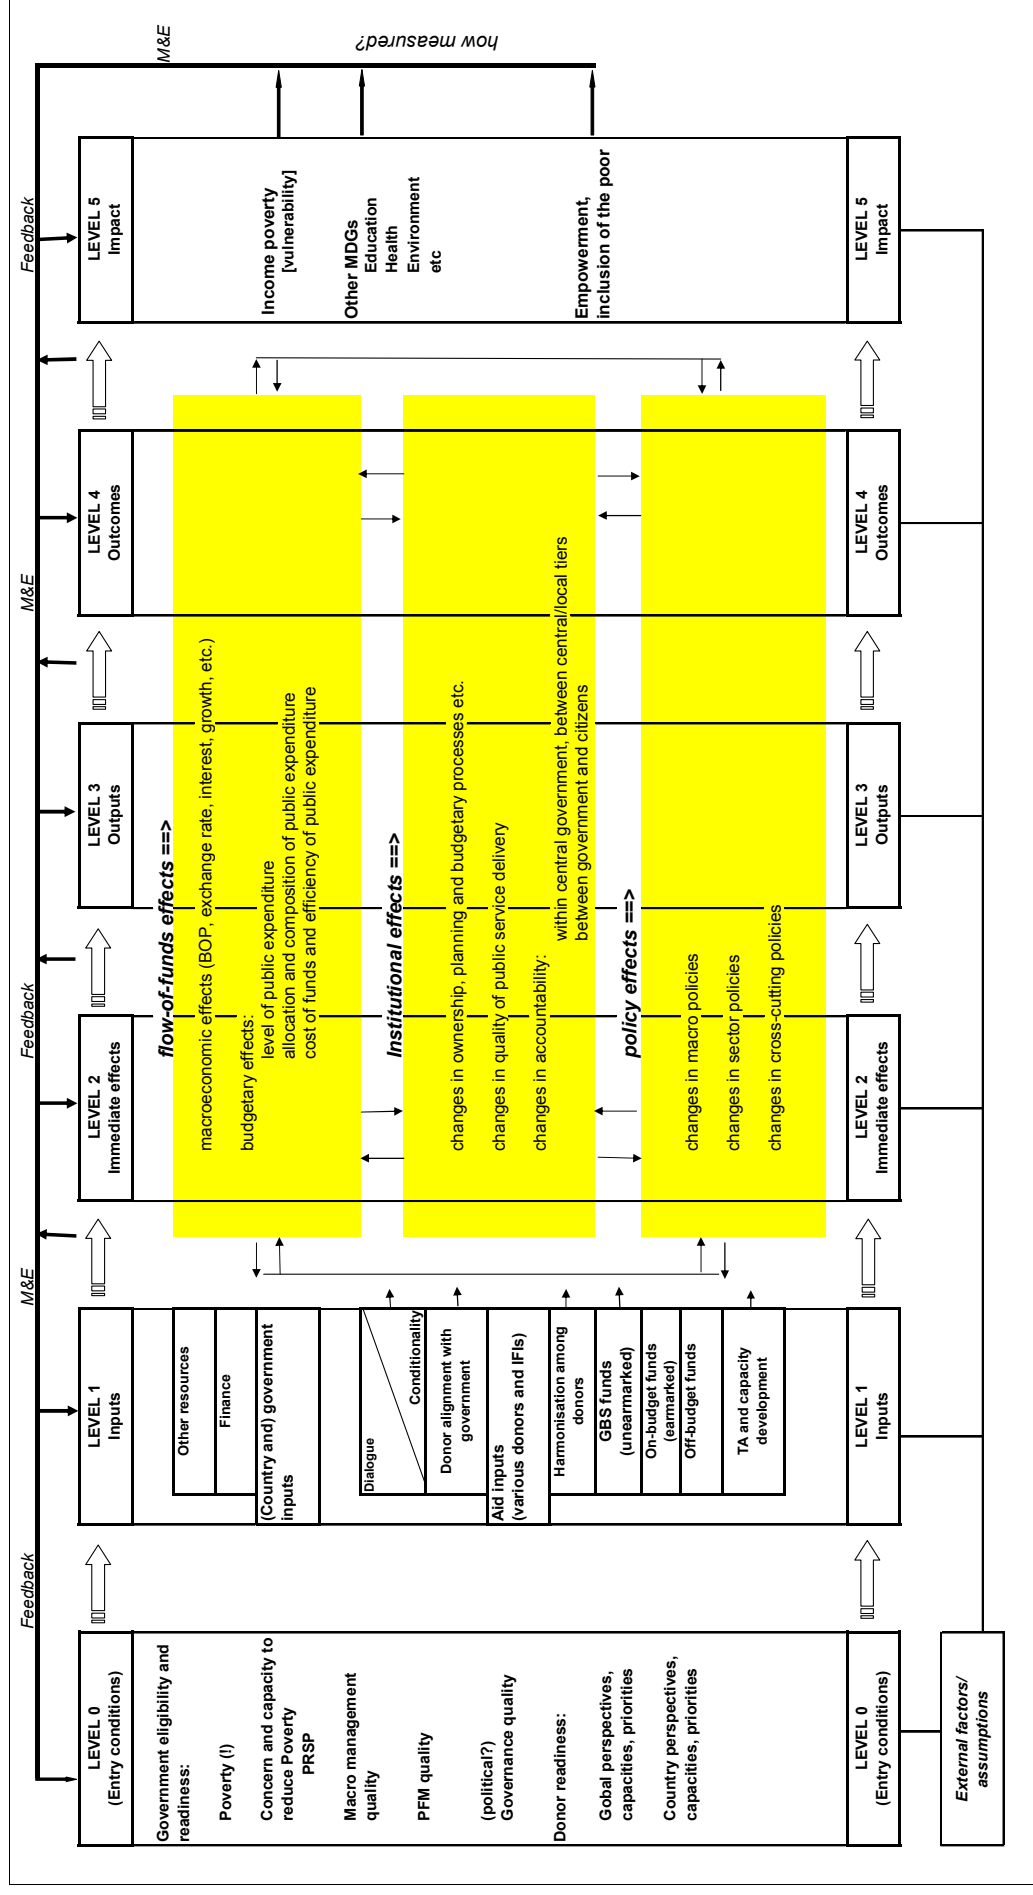 Feedback
M&E
Feedback
M&E
Feedback
M&E
how measured?
LEVEL 0
(Entry conditions)
Government eligibility and
readiness:
Poverty (!)
Concern and capacity to
reduce Poverty
PRSP
Macro management
quality
PFM quality
(political?)
Governance quality
Donor readiness:
Gobal perspectives,
capacities, priorities
Country perspectives,
capacities, priorities
LEVEL 0
(Entry conditions)
External factors/
assumptions
LEVEL 1
Inputs
Other resources
Finance
(Country and) government
inputs
Dialogue
Conditionality
Donor alignment with
government
Aid inputs
(various donors and IFIs)
Harmonisation among
donors
GBS funds
(unearmarked)
On-budget funds
(earmarked)
Off-budget funds
TA and capacity
development
LEVEL 1
Inputs
LEVEL 2
Immediate effects
LEVEL 3
Outputs
LEVEL 4
Outcomes
flow-of-funds effects ==>
macroeconomic effects (BOP, exchange rate, interest, growth, etc.)
budgetary effects:
level of public expenditure
allocation and composition of public expenditure
cost of funds and efficiency of public expenditure
Institutional effects ==>
changes in ownership, planning and budgetary processes etc.
changes in quality of public service delivery
changes in accountability:
within central government, between central/local tiers
between government and citizens
policy effects ==>
changes in macro policies
changes in sector policies
changes in cross-cutting policies
LEVEL 2
Immediate effects
LEVEL 3
Outputs
LEVEL 4
Outcomes
LEVEL 5
Impact
Income poverty
[vulnerability]
Other MDGs
Education
Health
Environment
etc
Empowerment,
inclusion of the poor
LEVEL 5
Impact